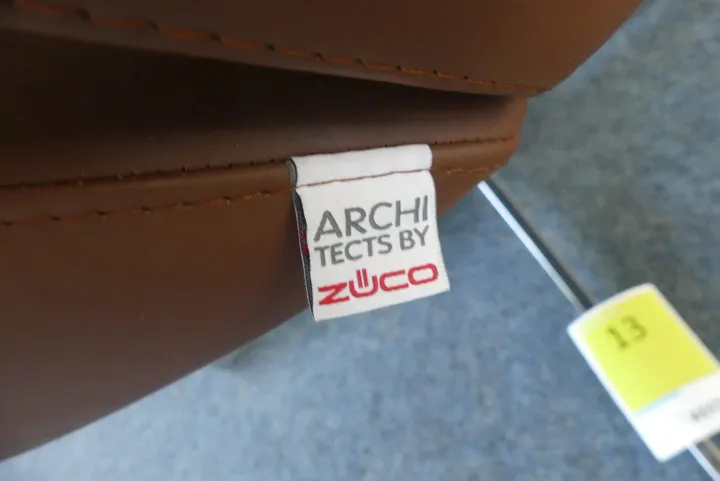 ARCHI
TECTS BY
ZÜCO
13